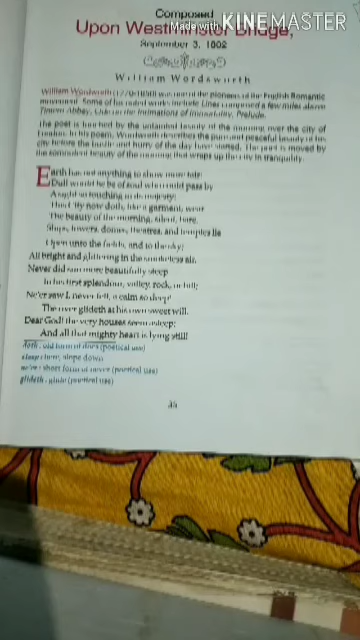 Composed
Upon Westminster Bridge,
September 3, 1802
Made with KINEMASTER
William Wordsworth
William Wordsworth (1770-1850) was one of the pioneers of the English Romantic
movement. Some of his noted works include Lines composed a few miles above
Tintern Abbey, Ode on the Intimations of Immortality, Prelude.
The poet is touched by the untainted beauty of the morning over the city of
London. In his poem, Wordsworth describes the pure and peaceful beauty of the
city before the bustle and hurry of the day have started. The poet is moved by
the remarkable beauty of the morning that wraps up the city in tranquility.
Earth has not anything to show more fair:
Dull would he be of soul who could pass by
A sight so touching in its majesty:
This City now doth, like a garment, wear
The beauty of the morning; silent, bare,
Ships, towers, domes, theatres, and temples lie
Open unto the fields, and to the sky;
All bright and glittering in the smokeless air.
Never did sun more beautifully steep
In his first splendour, valley, rock, or hill;
Ne'er saw I, never felt, a calm so deep!
The river glideth at his own sweet will:
Dear God! the very houses seem asleep;
And all that mighty heart is lying still!
doth - old form of does (poetical use)
slope down
ne'er - short form of never (poetical use)
glideth - glide (poetical use)